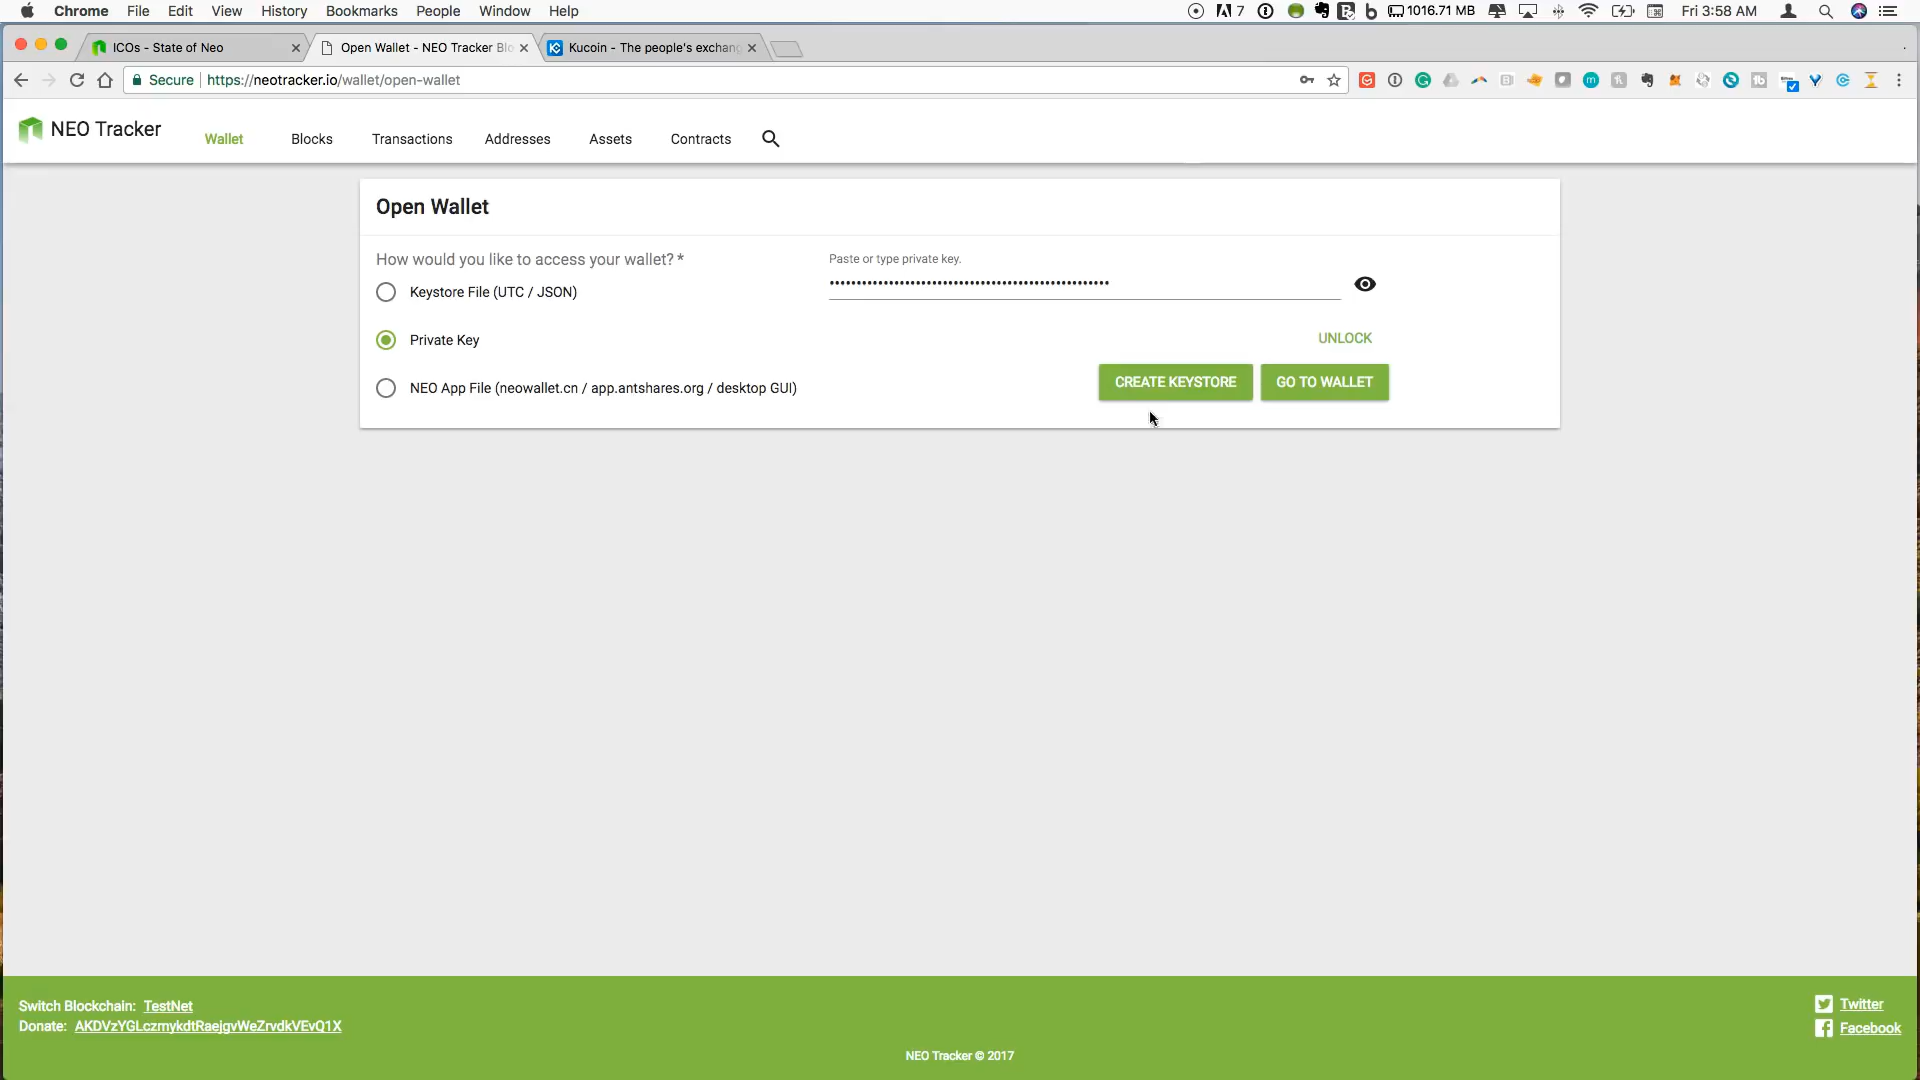 Chrome File Edit View History Bookmarks People Window Help 7 1016.71 MB Fri 3:58 AM
ICOs - State of Neo Open Wallet - NEO Tracker Blo Kucoin - The people's exchang
Secure https://neotracker.io/wallet/open-wallet
NEO Tracker Wallet Blocks Transactions Addresses Assets Contracts
Open Wallet
How would you like to access your wallet? * Paste or type private key.
Keystore File (UTC / JSON)
Private Key UNLOCK
NEO App File (neowallet.cn / app.antshares.org / desktop GUI) CREATE KEYSTORE GO TO WALLET
Switch Blockchain: TestNet Twitter
Donate: AKDVzYGLczmykdtRaejgvWeZrvdkVEvQ1X Facebook
NEO Tracker © 2017